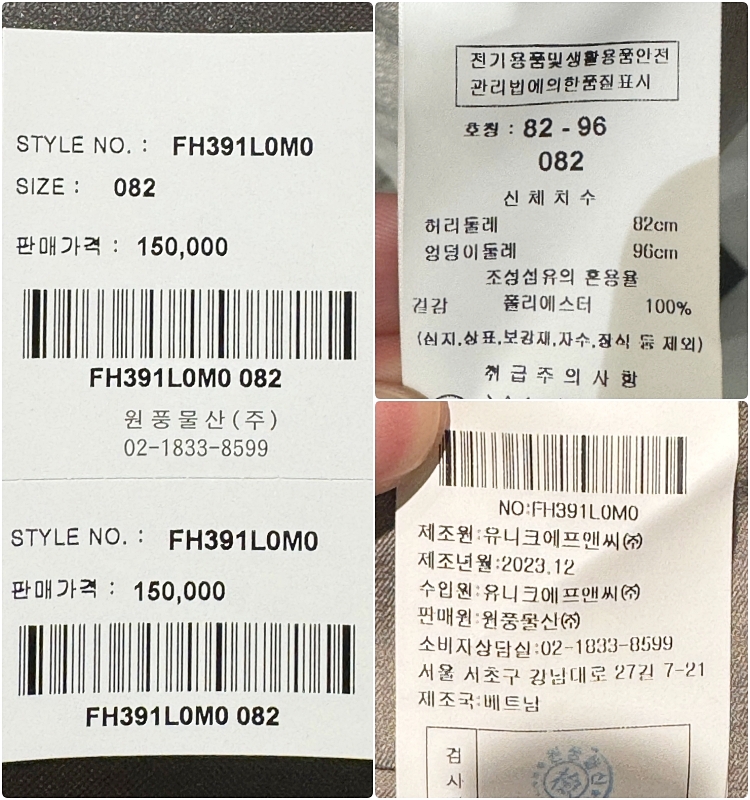 STYLE NO. : FH391L0M0
SIZE : 082
판매가격 : 150,000
FH391L0M0 082
원풍물산(주)
02-1833-8599
STYLE NO. : FH391L0M0
판매가격 : 150,000
FH391L0M0 082
전기용품및생활용품안전
관리법에의한품질표시
호칭 : 82 - 96
082
신체치수
허리둘레 82cm
엉덩이둘레 96cm
조성섬유의 혼용율
겉감 폴리에스터 100%
(심지,상표,보강재,자수,장식 등 제외)
취급주의사항
NO:FH391L0M0
제조원:유니크에프앤씨㈜
제조년월:2023.12
수입원:유니크에프앤씨㈜
판매원:원풍물산㈜
소비자상담실:02-1833-8599
서울 서초구 강남대로 27길 7-21
제조국:베트남
검
사